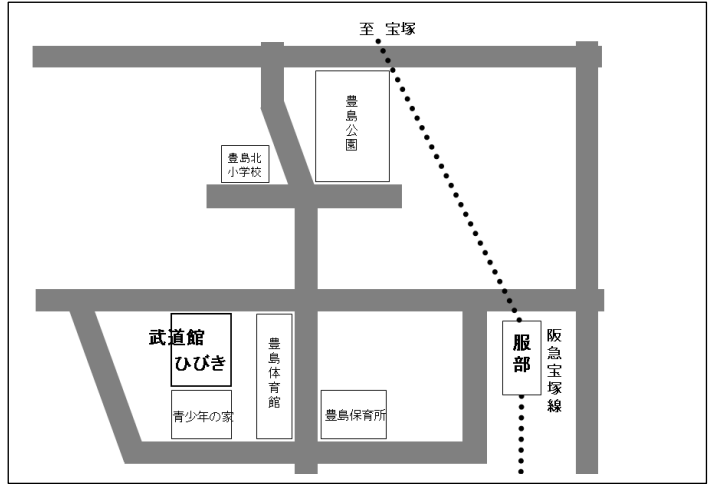 至 宝塚
豊島公園
豊島北
小学校
武道館
ひびき
豊島体育館
服部
阪急宝塚線
青少年の家
豊島保育所